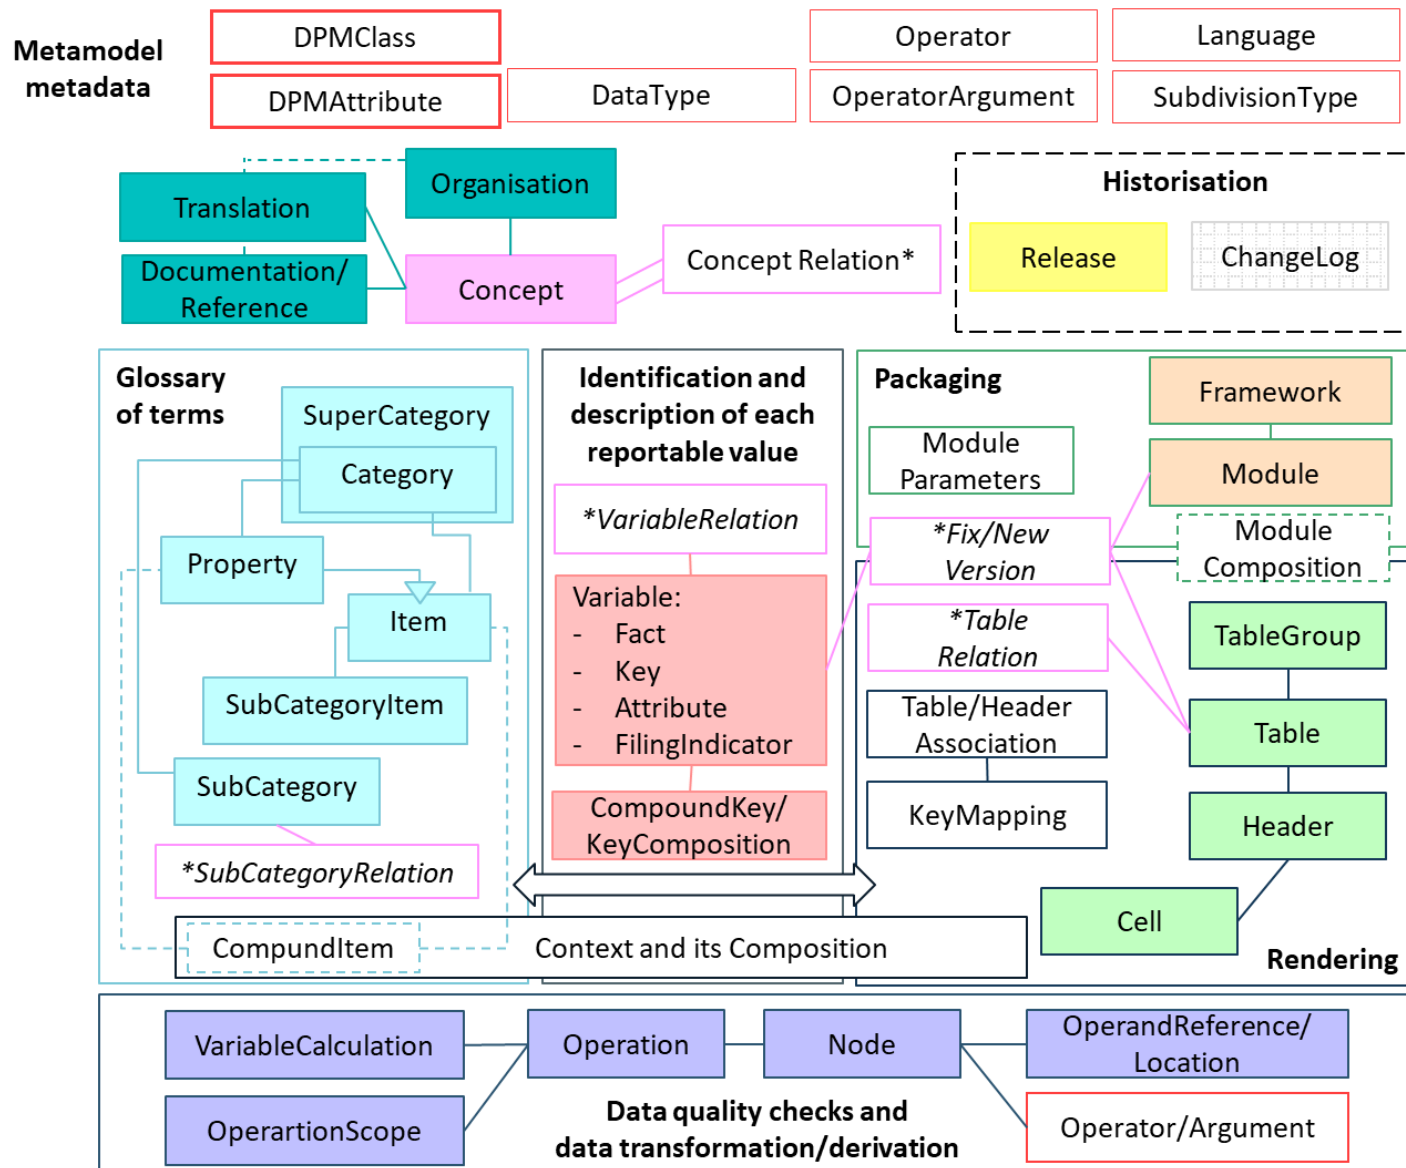 Metamodel
metadata
DPMClass
DPMAttribute
DataType
Operator
OperatorArgument
Language
SubdivisionType
Translation
Organisation
Documentation/
Reference
Concept
Concept Relation*
Historisation
Release
ChangeLog
Glossary
of terms
SuperCategory
Category
Property
Item
SubCategoryItem
SubCategory
*SubCategoryRelation
CompundItem
Context and its Composition
Identification and
description of each
reportable value
*VariableRelation
Variable:
- Fact
- Key
- Attribute
- FilingIndicator
CompoundKey/
KeyComposition
Packaging
Framework
Module
Parameters
Module
*Fix/New
Version
Module
Composition
*Table
Relation
TableGroup
Table/Header
Association
Table
KeyMapping
Header
Cell
Rendering
VariableCalculation
Operation
Node
OperandReference/
Location
OperartionScope
Data quality checks and
data transformation/derivation
Operator/Argument